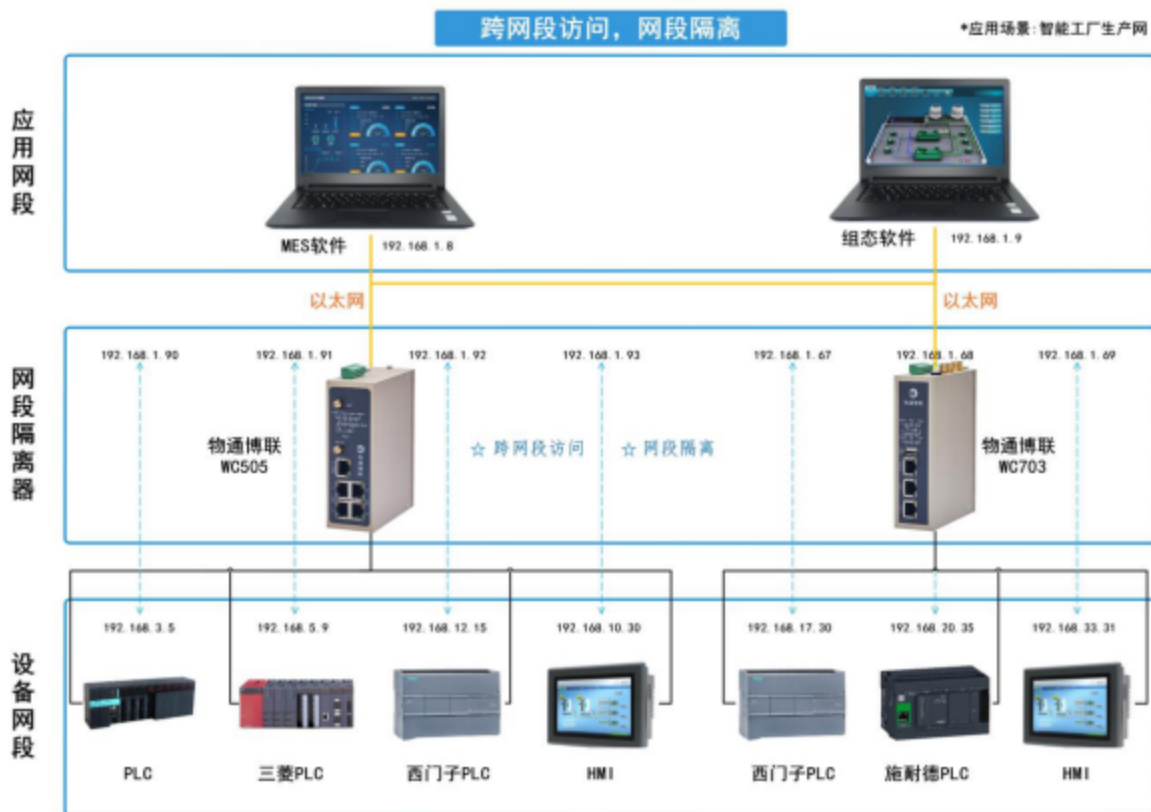 跨网段访问，网段隔离
*应用场景:智能工厂生产网
应用网段
MES软件
192.168.1.8
组态软件
192.168.1.9
以太网
以太网
网段隔离器
192.168.1.90
192.168.1.91
192.168.1.92
192.168.1.93
192.168.1.67
192.168.1.68
192.168.1.69
物通博联
WC505
☆ 跨网段访问
☆ 网段隔离
物通博联
WC703
设备网段
192.168.3.5
192.168.5.9
192.168.12.15
192.168.10.30
192.168.17.30
192.168.20.35
192.168.33.31
PLC
三菱PLC
西门子PLC
HMI
西门子PLC
施耐德PLC
HMI